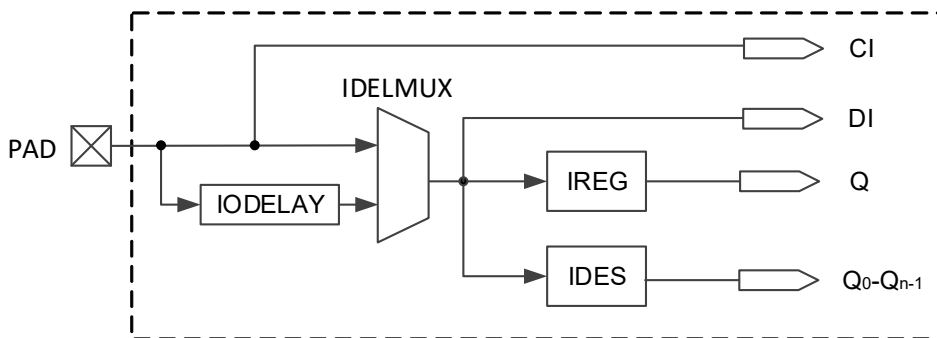 CI
IDELMUX
DI
PAD
IREG
Q
IODELAY
IDES
Q0-Qn-1